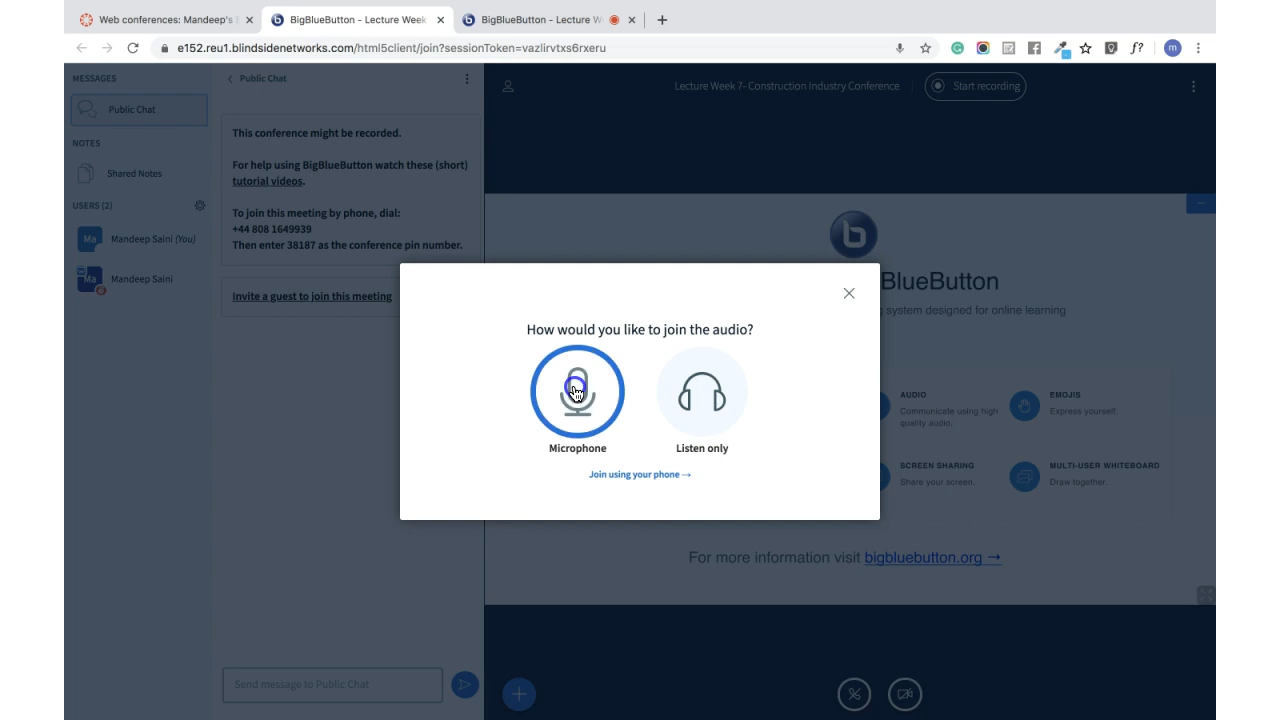 Web conferences: Mandeep's
BigBlueButton - Lecture Week
BigBlueButton - Lecture W
e152.reu1.blindsidenetworks.com/html5client/join?sessionToken=vazlirvtxs6rxeru
f?
m
MESSAGES
Public Chat
NOTES
Shared Notes
USERS (2)
Ma Mandeep Saini (You)
Ma Mandeep Saini
Public Chat
This conference might be recorded.
For help using BigBlueButton watch these (short)
tutorial videos.
To join this meeting by phone, dial:
+44 808 1649939
Then enter 38187 as the conference pin number.
Invite a guest to join this meeting
Send message to Public Chat
Lecture Week 7- Construction Industry Conference
Start recording
b
BlueButton
system designed for online learning
AUDIO
Communicate using high
quality audio.
EMOJIS
Express yourself.
SCREEN SHARING
Share your screen.
MULTI-USER WHITEBOARD
Draw together.
For more information visit bigbluebutton.org →
How would you like to join the audio?
Microphone
Listen only
Join using your phone →